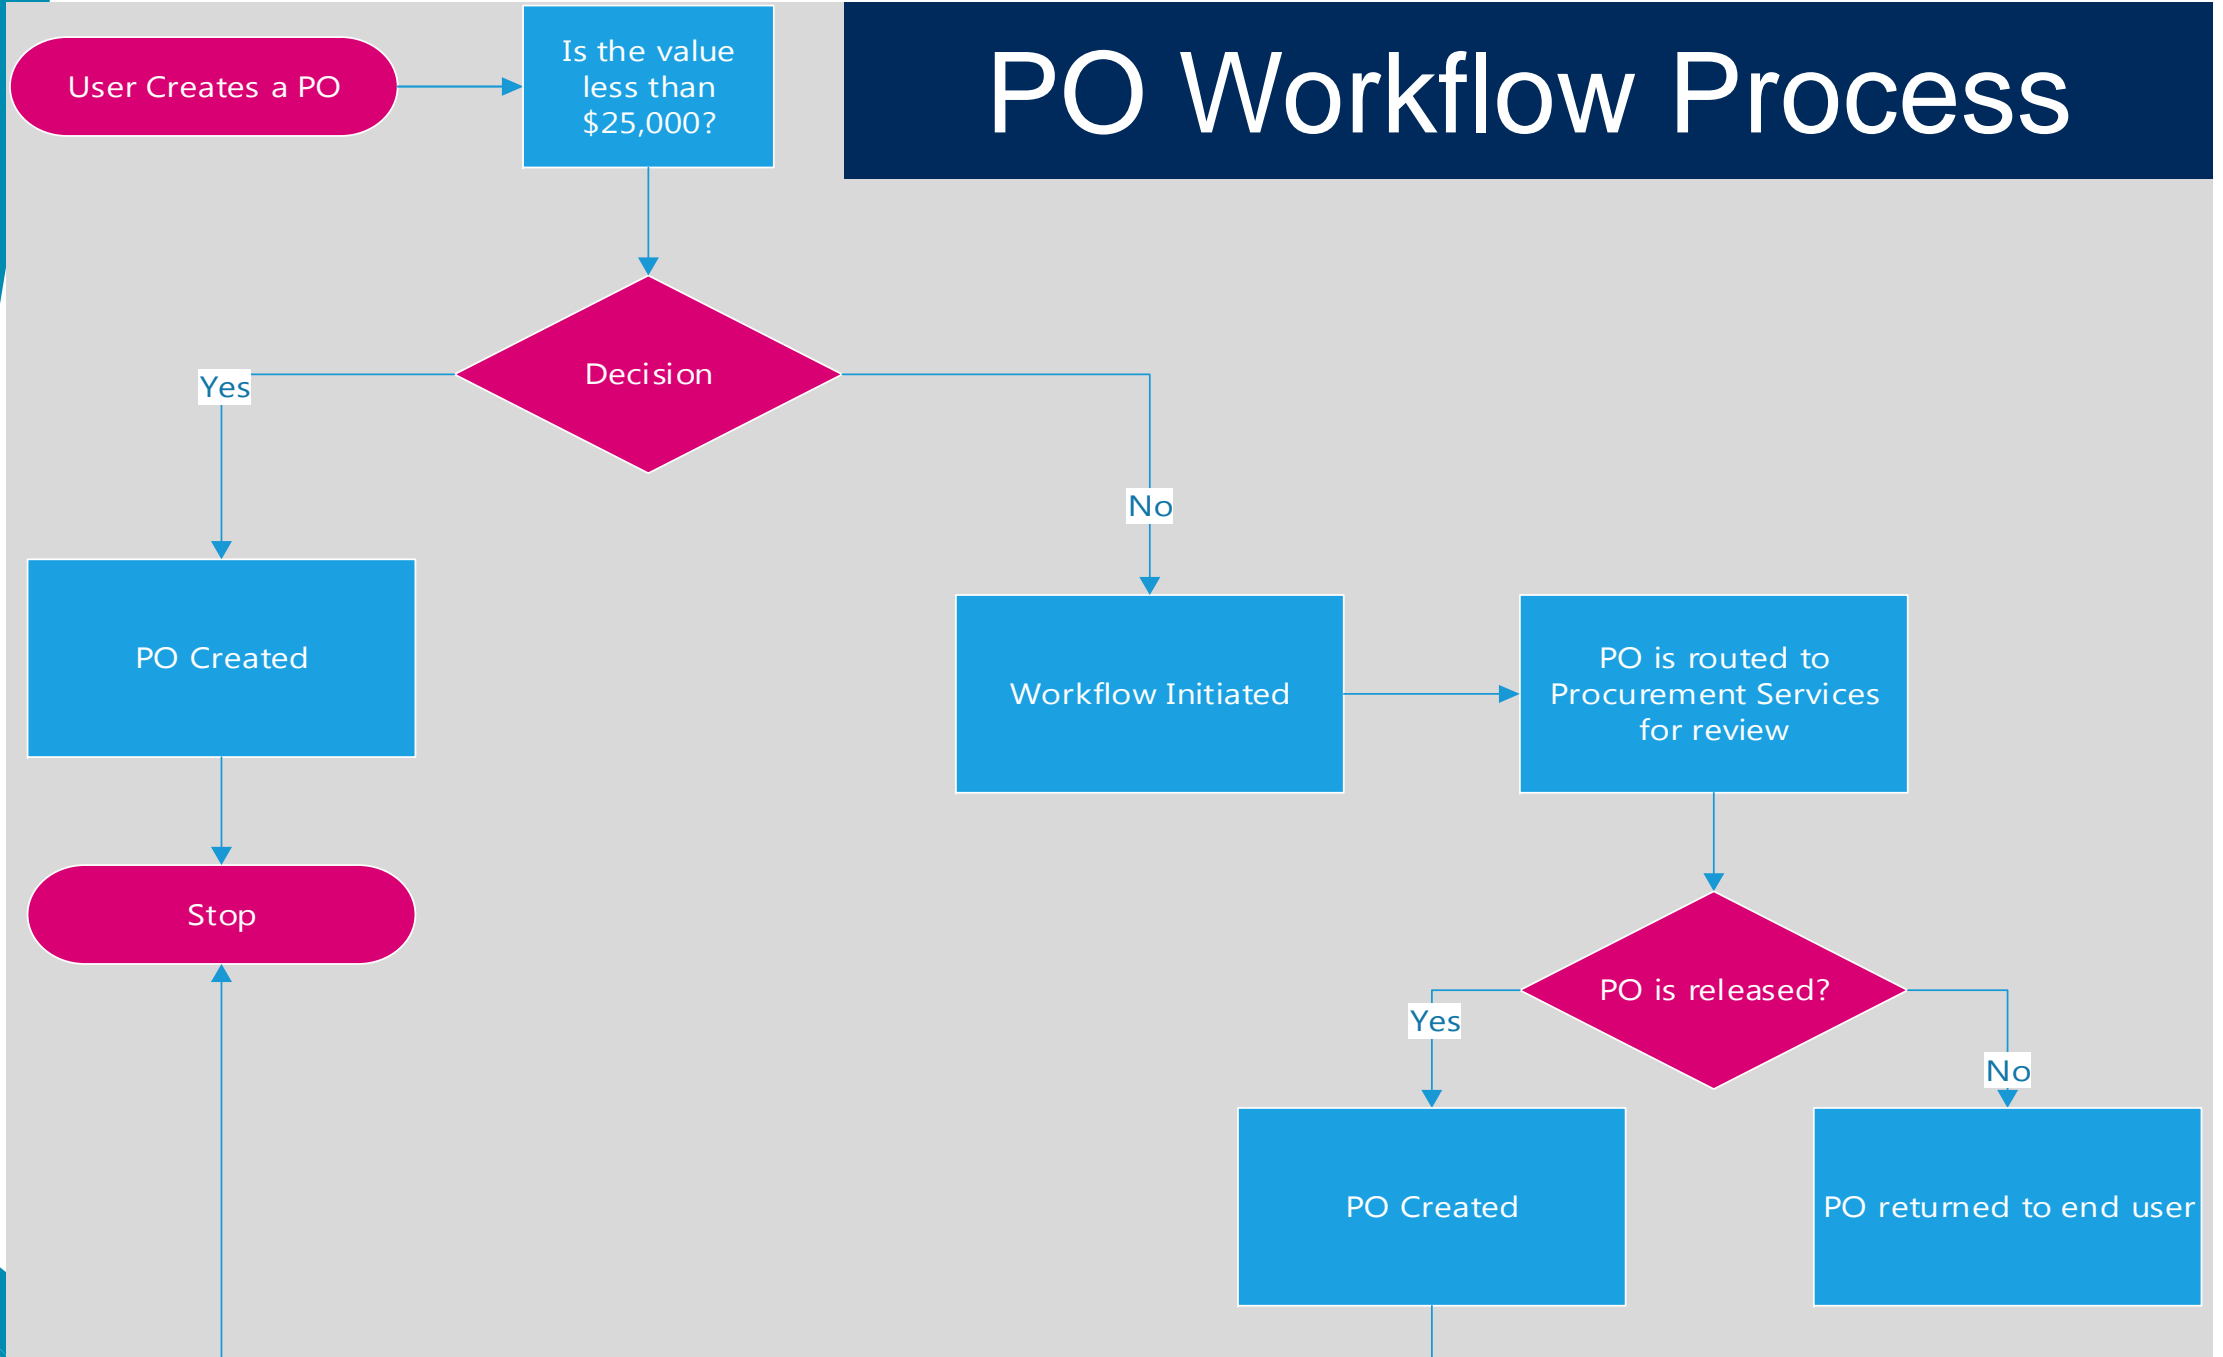 PO Workflow Process
User Creates a PO
Is the value
less than
$25,000?
Decision
Yes
No
PO Created
Workflow Initiated
PO is routed to
Procurement Services
for review
Stop
PO is released?
Yes
No
PO Created
PO returned to end user